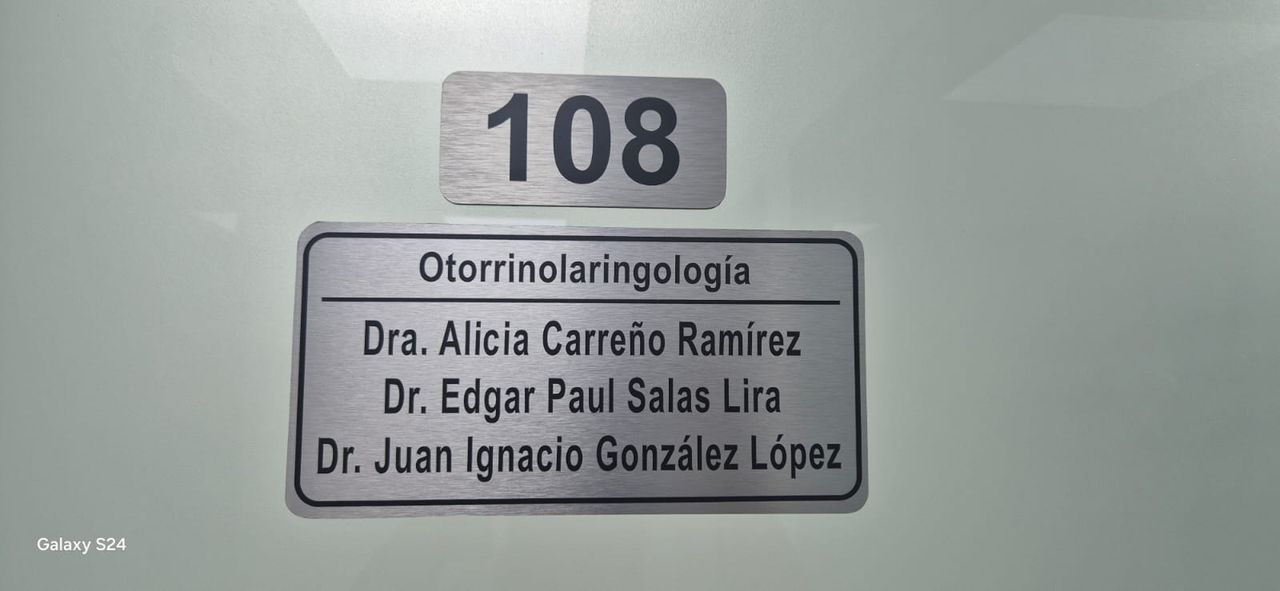 108
Otorrinolaringología
Dra. Alicia Carreño Ramírez
Dr. Edgar Paul Salas Lira
Dr. Juan Ignacio González López
Galaxy S24